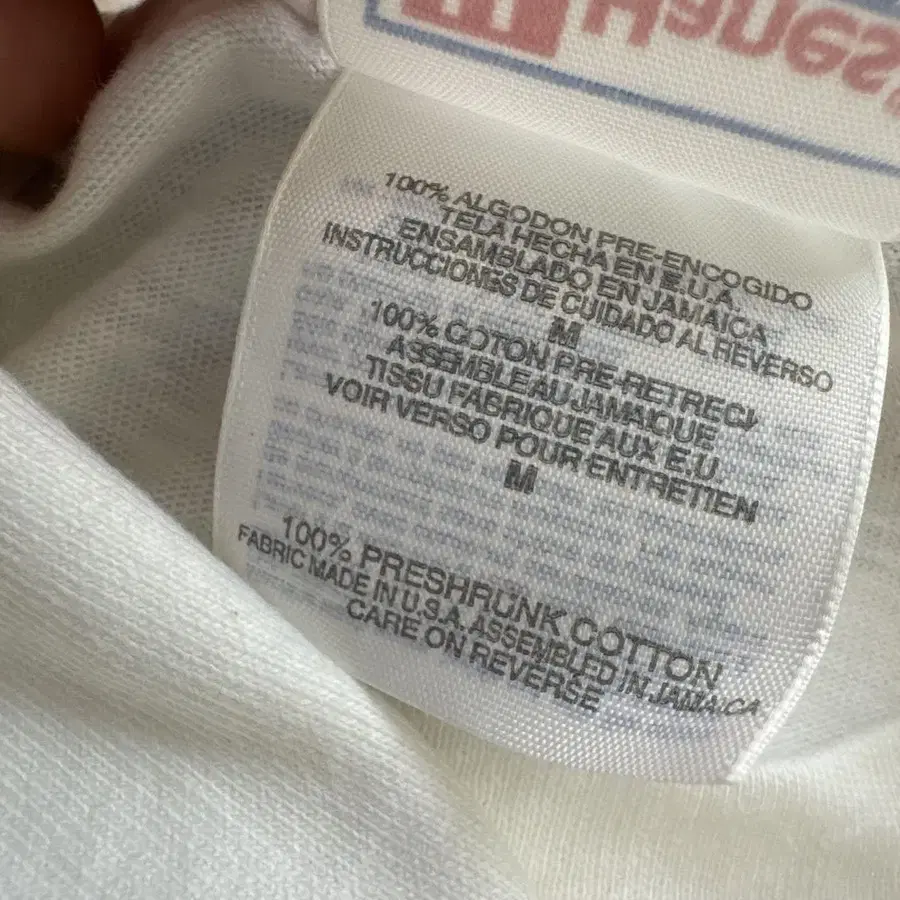 Hanes
100% ALGODON PRE-ENCOGIDO
TELA HECHA EN E.U.A.
ENSAMBLADO EN JAMAICA
INSTRUCCIONES DE CUIDADO AL REVERSO
M
100% COTON PRE-RETRECI
ASSEMBLE AU JAMAIQUE
TISSU FABRIQUE AUX E.U.
VOIR VERSO POUR ENTRETIEN
M
100% PRESHRUNK COTTON
FABRIC MADE IN U.S.A. ASSEMBLED IN JAMAICA
CARE ON REVERSE